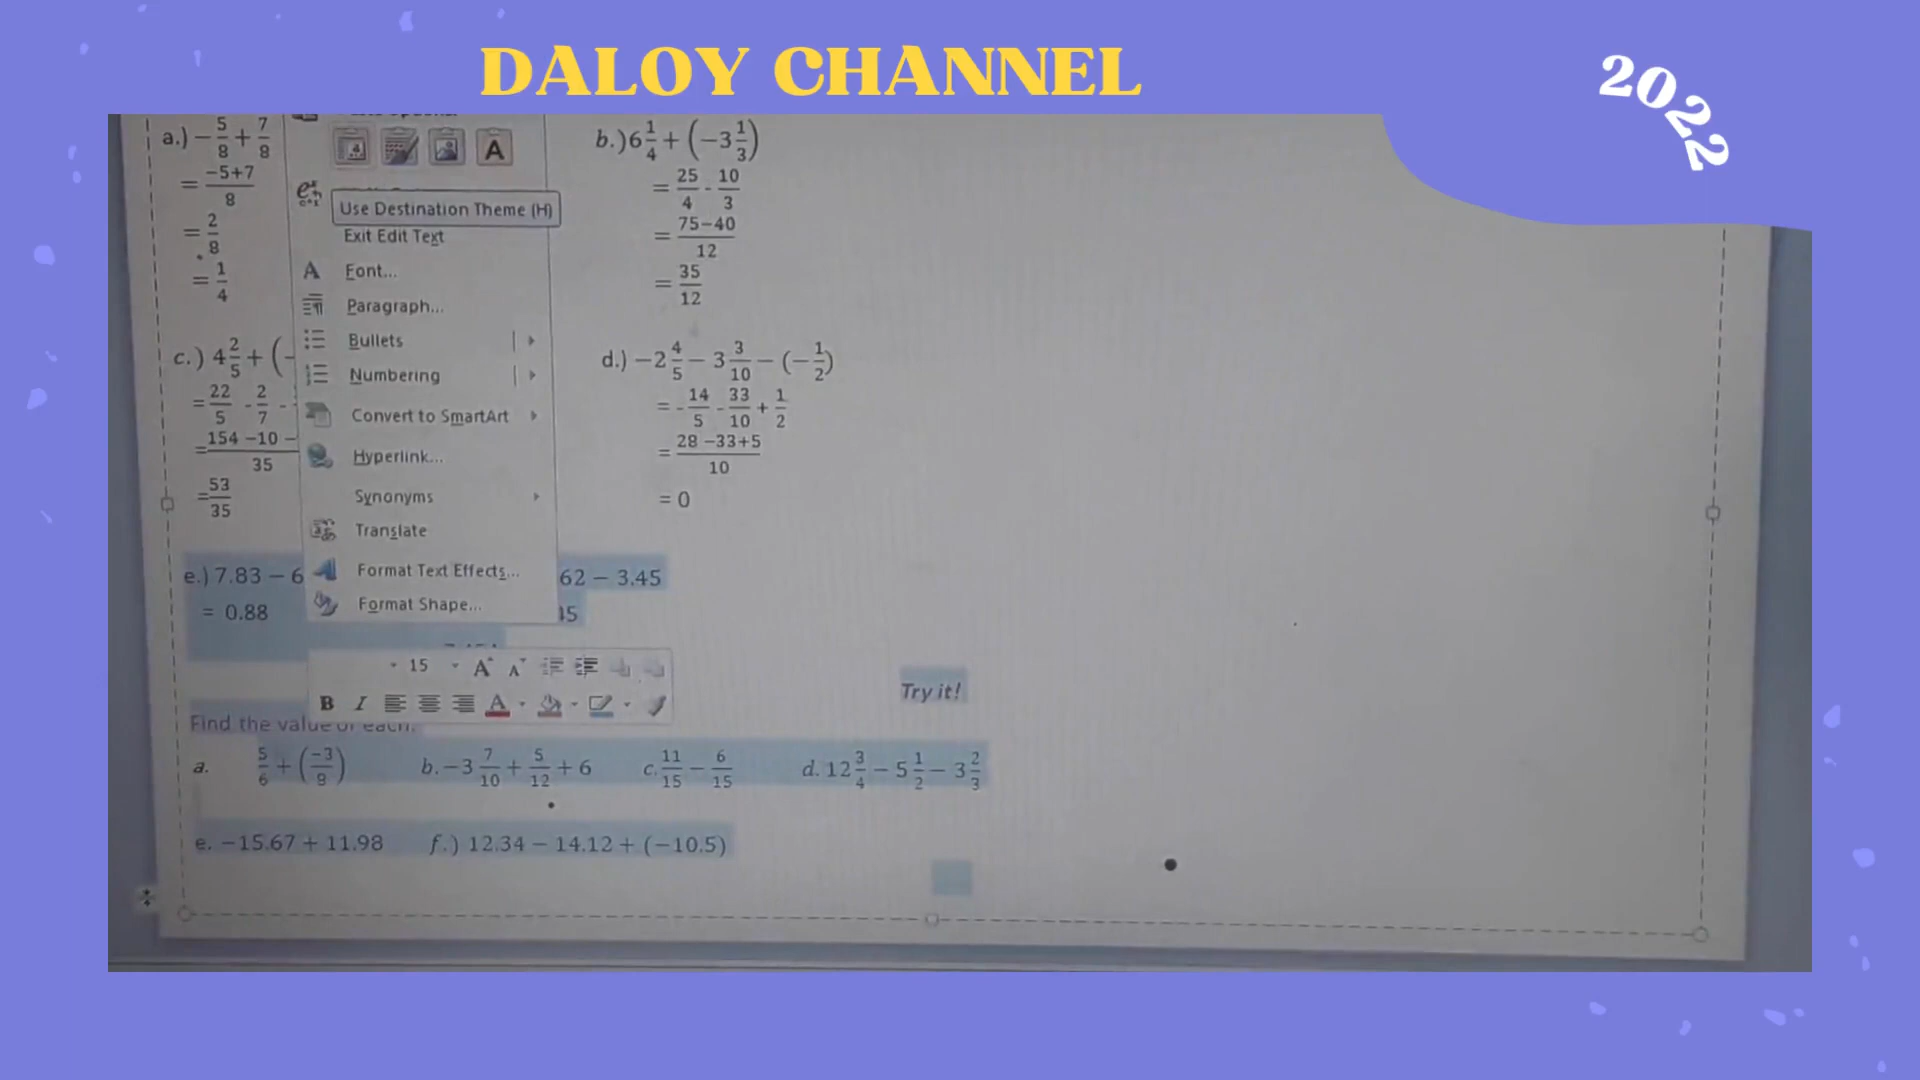 DALOY CHANNEL
2022
a.) −5/8 + 7/8
= −5+7/8
= 2/8
= 1/4
b.)6 1/4 + (−3 1/3)
= 25/4 - 10/3
= 75−40/12
= 35/12
c.) 4 2/5 + (−
= 22/5 - 2/7 -
= 154 −10 −/35
= 53/35
d.) −2 4/5 − 3 3/10 − (−1/2)
= - 14/5 - 33/10 + 1/2
= 28 −33+5/10
= 0
A
Use Destination Theme (H)
Exit Edit Text
A Font...
Paragraph...
Bullets
Numbering
Convert to SmartArt
Hyperlink...
Synonyms
Translate
Format Text Effects...
Format Shape...
e.) 7.83 − 6
62 − 3.45
= 0.88
15 A A
B I A
Try it!
Find the value of each.
a. 5/6 + (−3/8) b. −3 7/10 + 5/12 + 6 c. 11/15 − 6/15 d. 12 3/4 − 5 1/2 − 3 2/3
e. −15.67 + 11.98 f.) 12.34 − 14.12 + (−10.5)